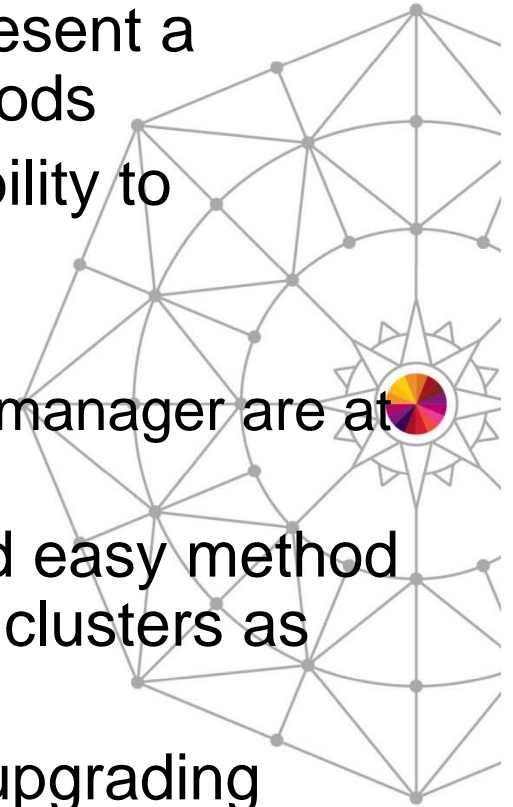 esent a
ods
bility to
manager are at
d easy method
clusters as
upgrading